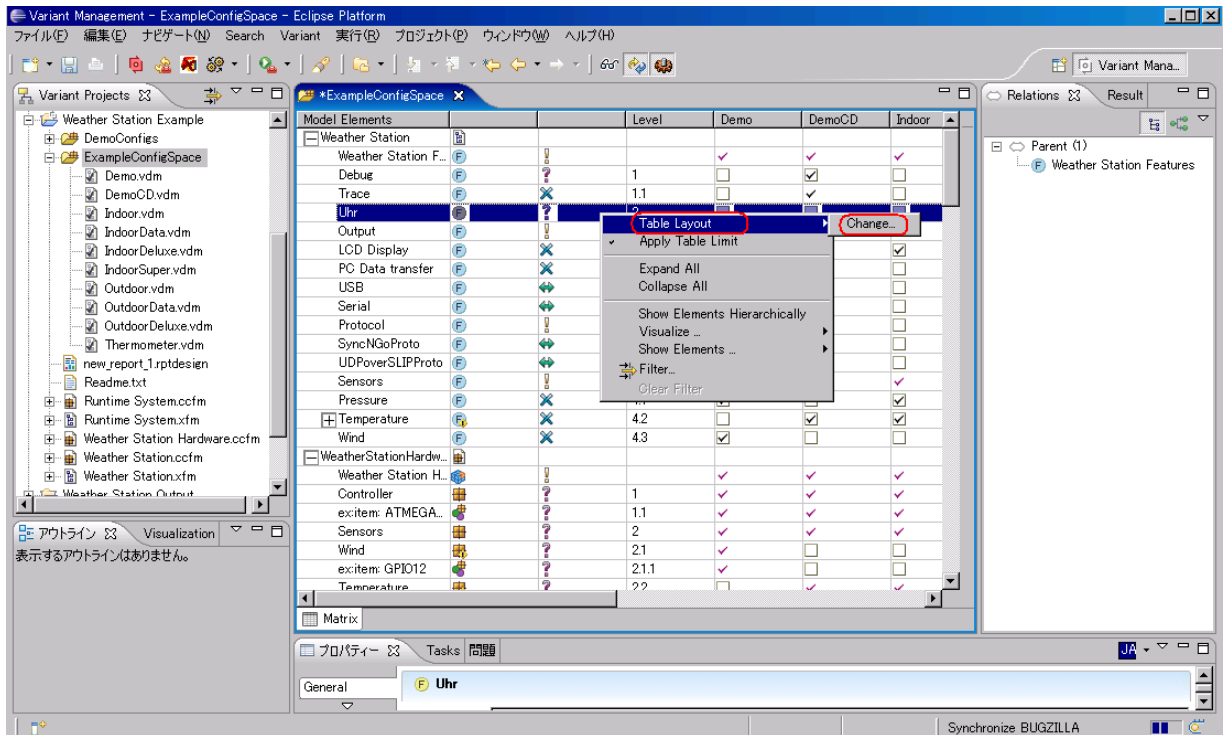 Variant Management - ExampleConfigSpace - Eclipse Platform
ファイル(F) 編集(E) ナビゲート(N) Search Variant 実行(R) プロジェクト(P) ウィンドウ(W) ヘルプ(H)
Variant Mana...
Variant Projects
Weather Station Example
DemoConfigs
ExampleConfigSpace
Demo.vdm
DemoCD.vdm
Indoor.vdm
IndoorData.vdm
IndoorDeluxe.vdm
IndoorSuper.vdm
Outdoor.vdm
OutdoorData.vdm
OutdoorDeluxe.vdm
Thermometer.vdm
new_report_1.rptdesign
Readme.txt
Runtime System.ccfm
Runtime System.xfm
Weather Station Hardware.ccfm
Weather Station.ccfm
Weather Station.xfm
Weather Station Output
アウトライン Visualization
表示するアウトラインはありません。
*ExampleConfigSpace
Model Elements Level Demo DemoCD Indoor
Weather Station
Weather Station F...
Debug 1
Trace 1.1
Uhr 2
Output
LCD Display
PC Data transfer
USB
Serial
Protocol
SyncNGoProto
UDPoverSLIPProto
Sensors
Pressure
Temperature 4.2
Wind 4.3
WeatherStationHardw...
Weather Station H...
Controller 1
ex:item: ATMEGA... 1.1
Sensors 2
Wind 2.1
ex:item: GPIO12 2.1.1
Temperature 2.2
Matrix
Table Layout
Change...
Apply Table Limit
Expand All
Collapse All
Show Elements Hierarchically
Visualize ...
Show Elements ...
Filter...
Clear Filter
Relations Result
Parent (1)
Weather Station Features
プロパティー Tasks 問題
JA
General
Uhr
Synchronize BUGZILLA